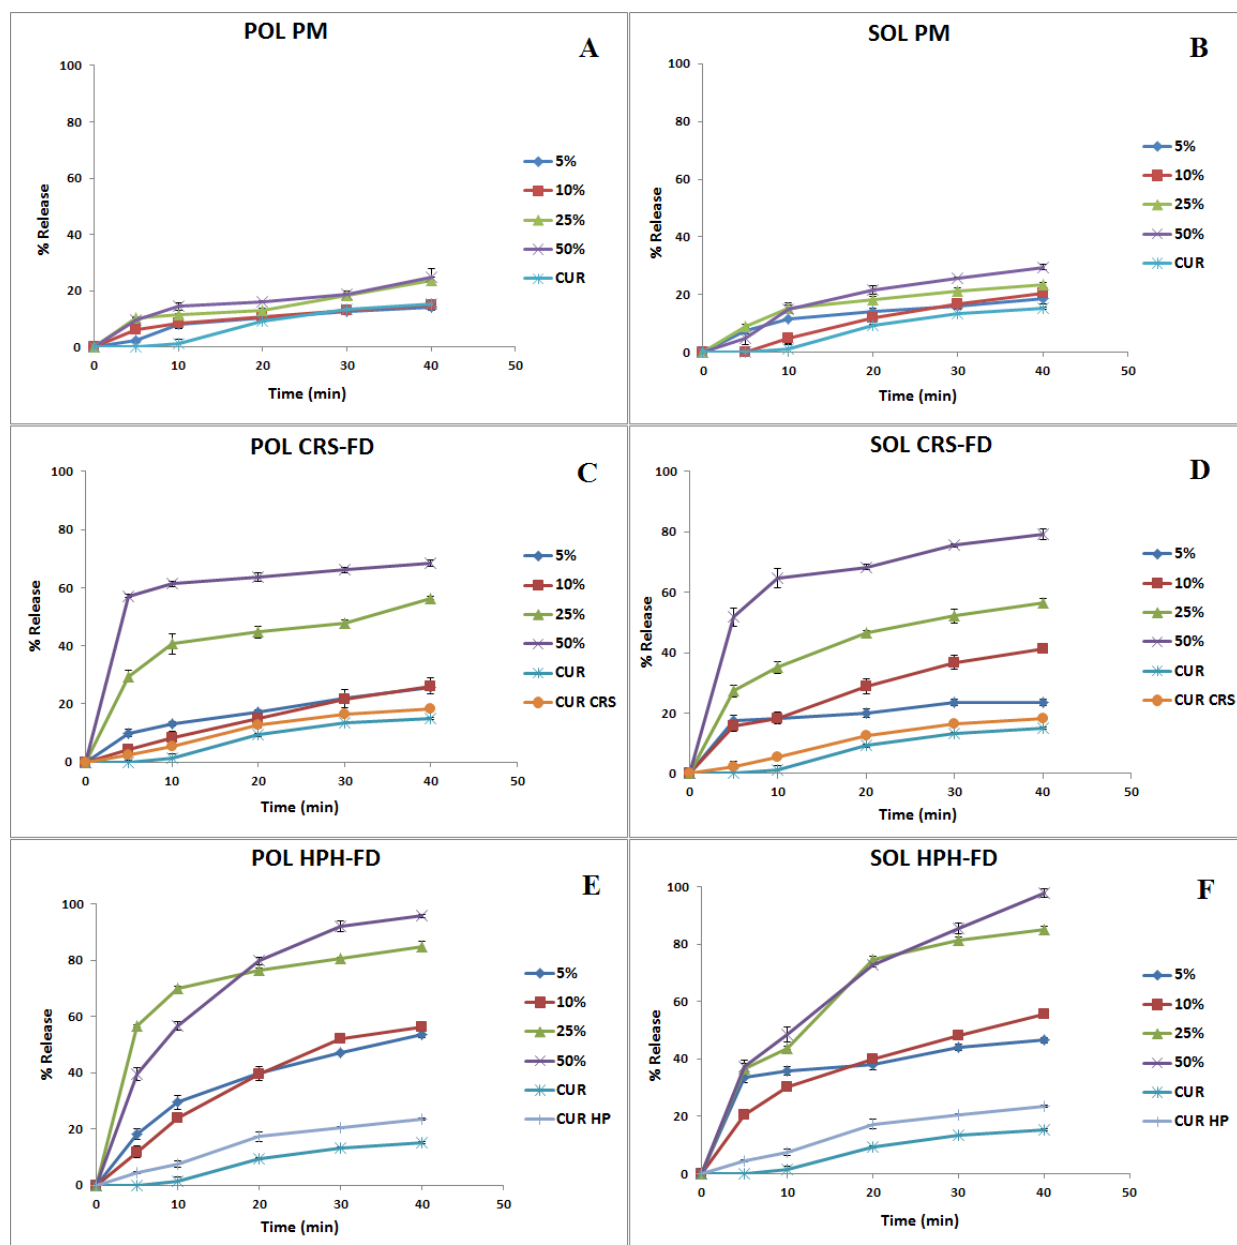 POL PM
A
100
80
60
40
20
0
% Release
0 10 20 30 40 50
Time (min)
5%
10%
25%
50%
CUR
SOL PM
B
100
80
60
40
20
0
% Release
0 10 20 30 40 50
Time (min)
5%
10%
25%
50%
CUR
POL CRS-FD
C
100
80
60
40
20
0
% Release
0 10 20 30 40 50
Time (min)
5%
10%
25%
50%
CUR
CUR CRS
SOL CRS-FD
D
100
80
60
40
20
0
% Release
0 10 20 30 40 50
Time (min)
5%
10%
25%
50%
CUR
CUR CRS
POL HPH-FD
E
100
80
60
40
20
0
% Release
0 10 20 30 40 50
Time (min)
5%
10%
25%
50%
CUR
CUR HP
SOL HPH-FD
F
100
80
60
40
20
0
% Release
0 10 20 30 40 50
Time (min)
5%
10%
25%
50%
CUR
CUR HP